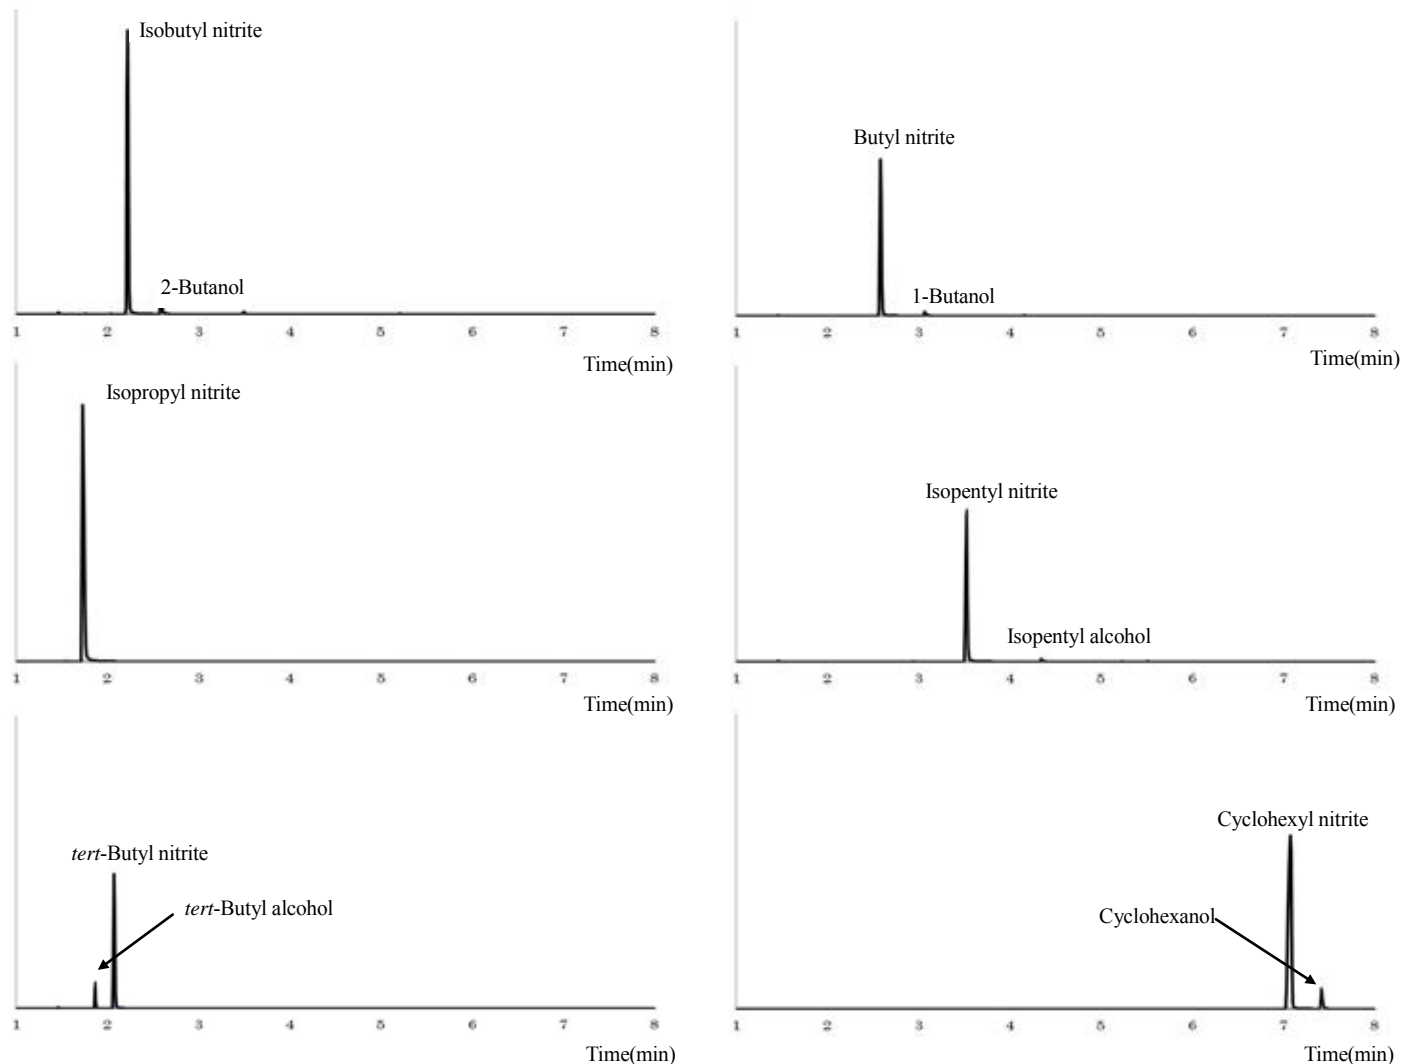 Isobutyl nitrite
2-Butanol
1 2 3 4 5 6 7 8
Time(min)
Butyl nitrite
1-Butanol
1 2 3 4 5 6 7 8
Time(min)
Isopropyl nitrite
1 2 3 4 5 6 7 8
Time(min)
Isopentyl nitrite
Isopentyl alcohol
1 2 3 4 5 6 7 8
Time(min)
tert-Butyl nitrite
tert-Butyl alcohol
1 2 3 4 5 6 7 8
Time(min)
Cyclohexyl nitrite
Cyclohexanol
1 2 3 4 5 6 7 8
Time(min)